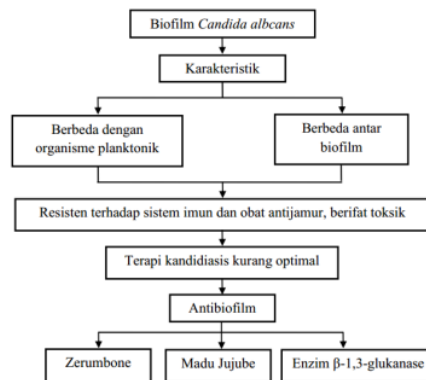 Biofilm Candida albcans
Karakteristik
Berbeda dengan
organisme planktonik
Berbeda antar
biofilm
Resisten terhadap sistem imun dan obat antijamur, berifat toksik
Terapi kandidiasis kurang optimal
Antibiofilm
Zerumbone
Madu Jujube
Enzim β-1,3-glukanase